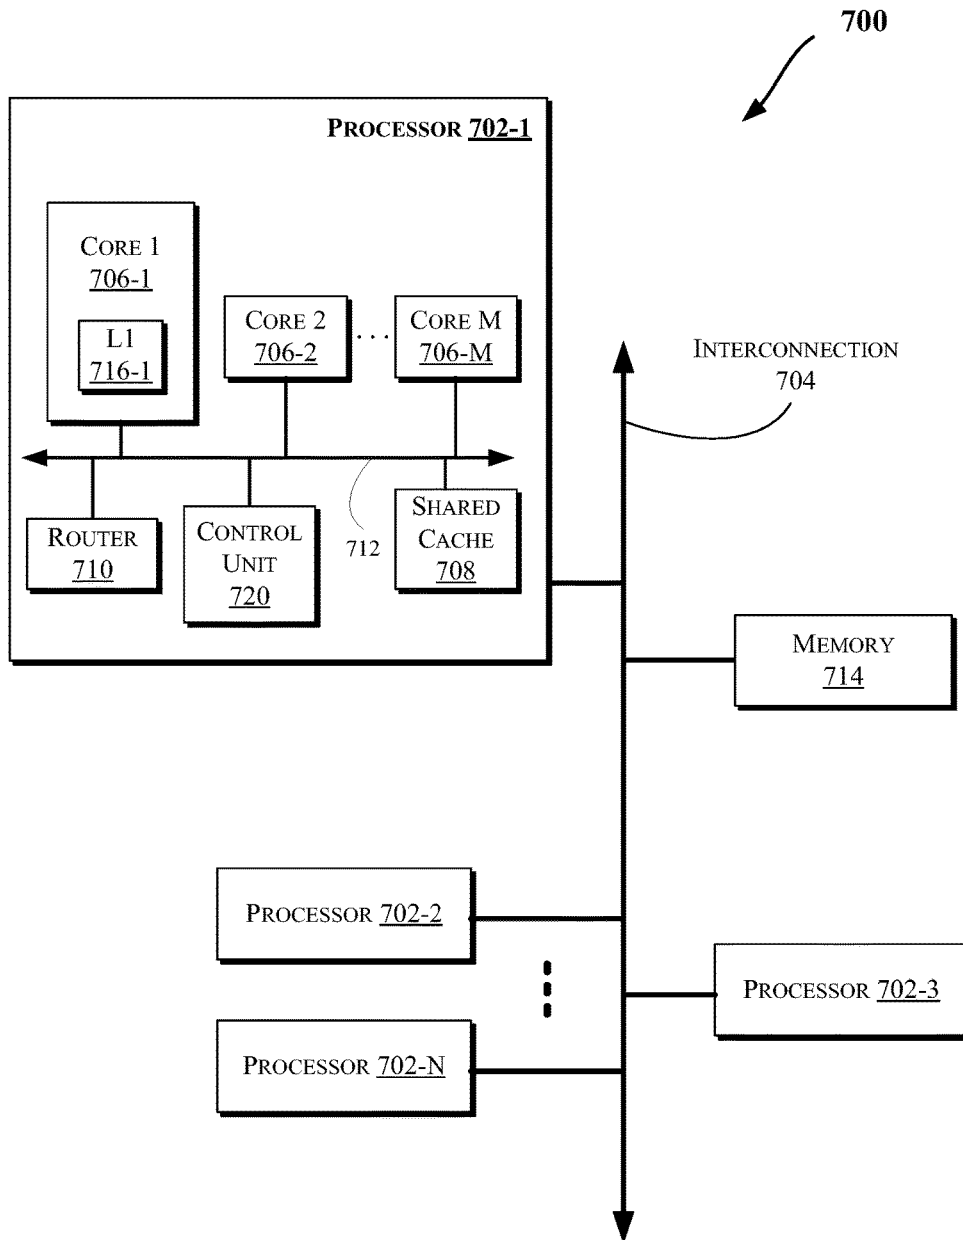 700
PROCESSOR 702-1
CORE 1
706-1
L1
716-1
CORE 2
706-2
...
CORE M
706-M
INTERCONNECTION
704
ROUTER
710
CONTROL
UNIT
720
712
SHARED
CACHE
708
MEMORY
714
PROCESSOR 702-2
PROCESSOR 702-3
PROCESSOR 702-N